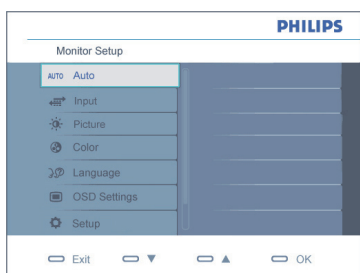 PHILIPS
Monitor Setup
AUTO Auto
Input
Picture
Color
Language
OSD Settings
Setup
Exit ▼ ▲ OK